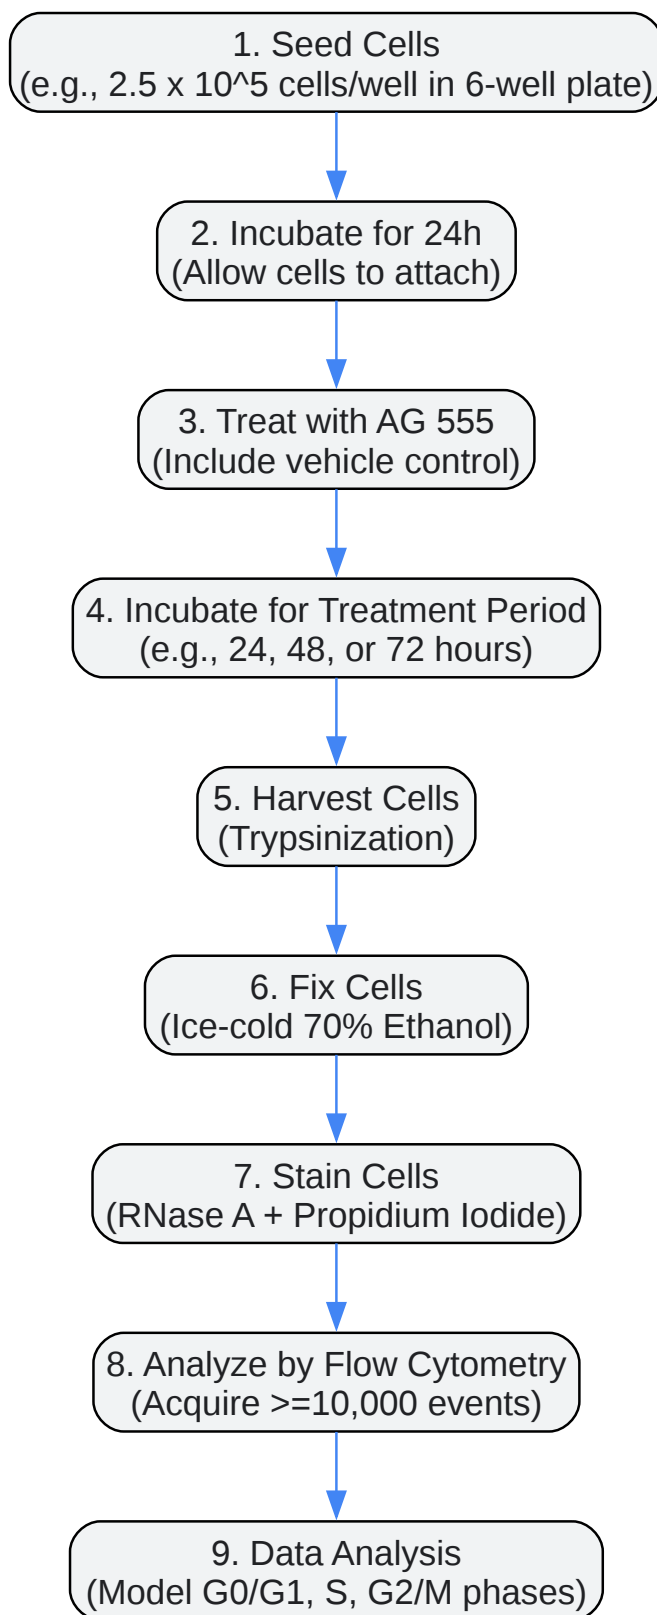 1. Seed Cells
(e.g., 2.5 x 10^5 cells/well in 6-well plate)
2. Incubate for 24h
(Allow cells to attach)
3. Treat with AG 555
(Include vehicle control)
4. Incubate for Treatment Period
(e.g., 24, 48, or 72 hours)
5. Harvest Cells
(Trypsinization)
6. Fix Cells
(Ice-cold 70% Ethanol)
7. Stain Cells
(RNase A + Propidium Iodide)
8. Analyze by Flow Cytometry
(Acquire >=10,000 events)
9. Data Analysis
(Model G0/G1, S, G2/M phases)